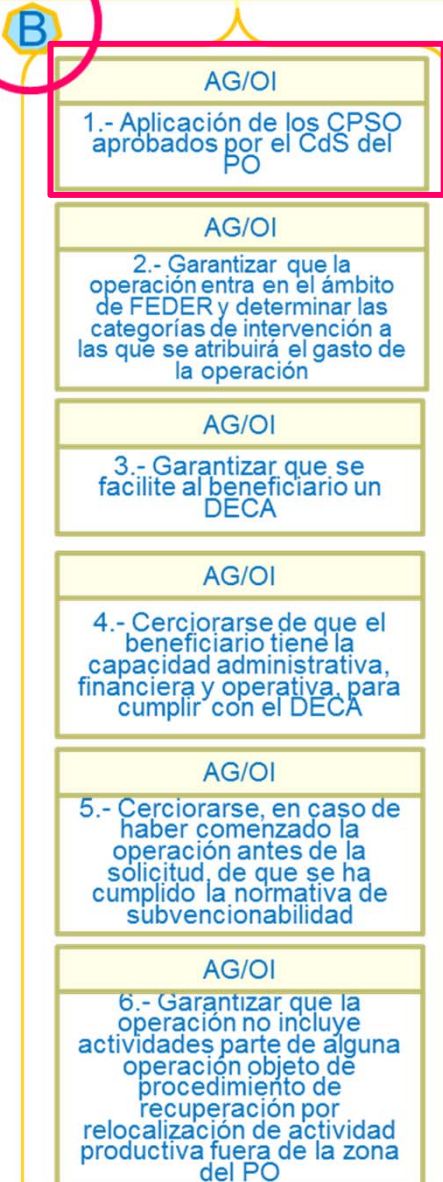 B
AG/OI
1.- Aplicación de los CPSO
aprobados por el CdS del
PO
AG/OI
2.- Garantizar que la
operación entra en el ámbito
de FEDER y determinar las
categorías de intervención a
las que se atribuirá el gasto de
la operación
AG/OI
3.- Garantizar que se
facilite al beneficiario un
DECA
AG/OI
4.- Cerciorarse de que el
beneficiario tiene la
capacidad administrativa,
financiera y operativa, para
cumplir con el DECA
AG/OI
5.- Cerciorarse, en caso de
haber comenzado la
operación antes de la
solicitud, de que se ha
cumplido la normativa de
subvencionabilidad
AG/OI
6.- Garantizar que la
operación no incluye
actividades parte de alguna
operación objeto de
procedimiento de
recuperación por
relocalización de actividad
productiva fuera de la zona
del PO